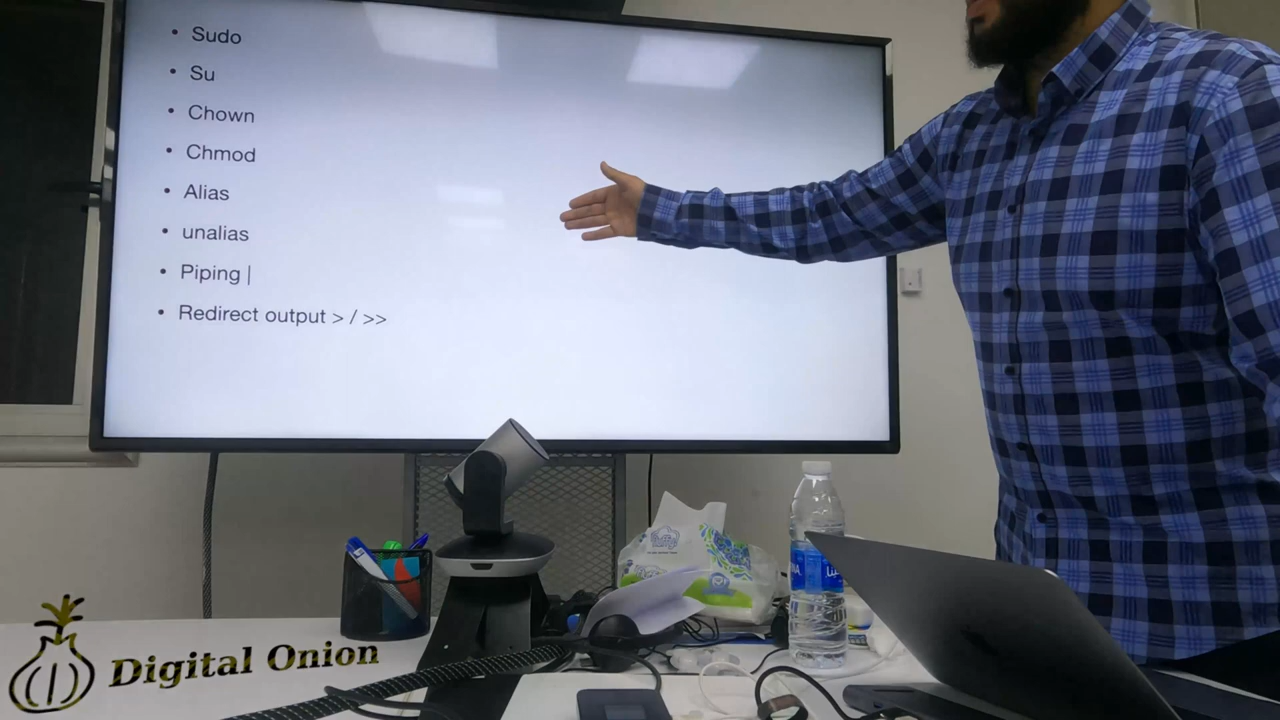 • Sudo
• Su
• Chown
• Chmod
• Alias
• unalias
• Piping |
• Redirect output > / >>
Digital Onion